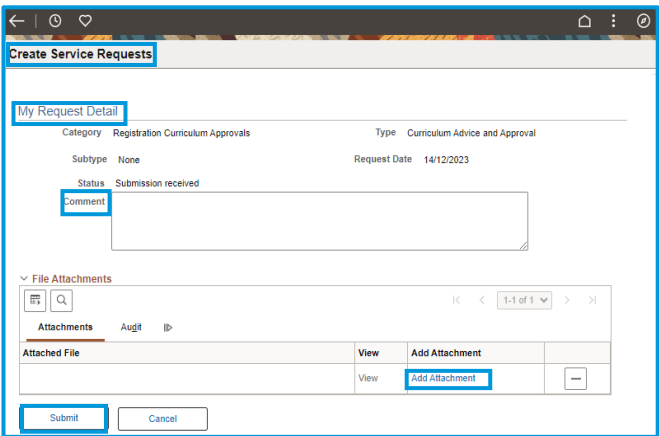 Create Service Requests
My Request Detail
Category Registration Curriculum Approvals Type Curriculum Advice and Approval
Subtype None Request Date 14/12/2023
Status Submission received
Comment
File Attachments
1-1 of 1
Attachments Audit
Attached File View Add Attachment
View Add Attachment
Submit Cancel